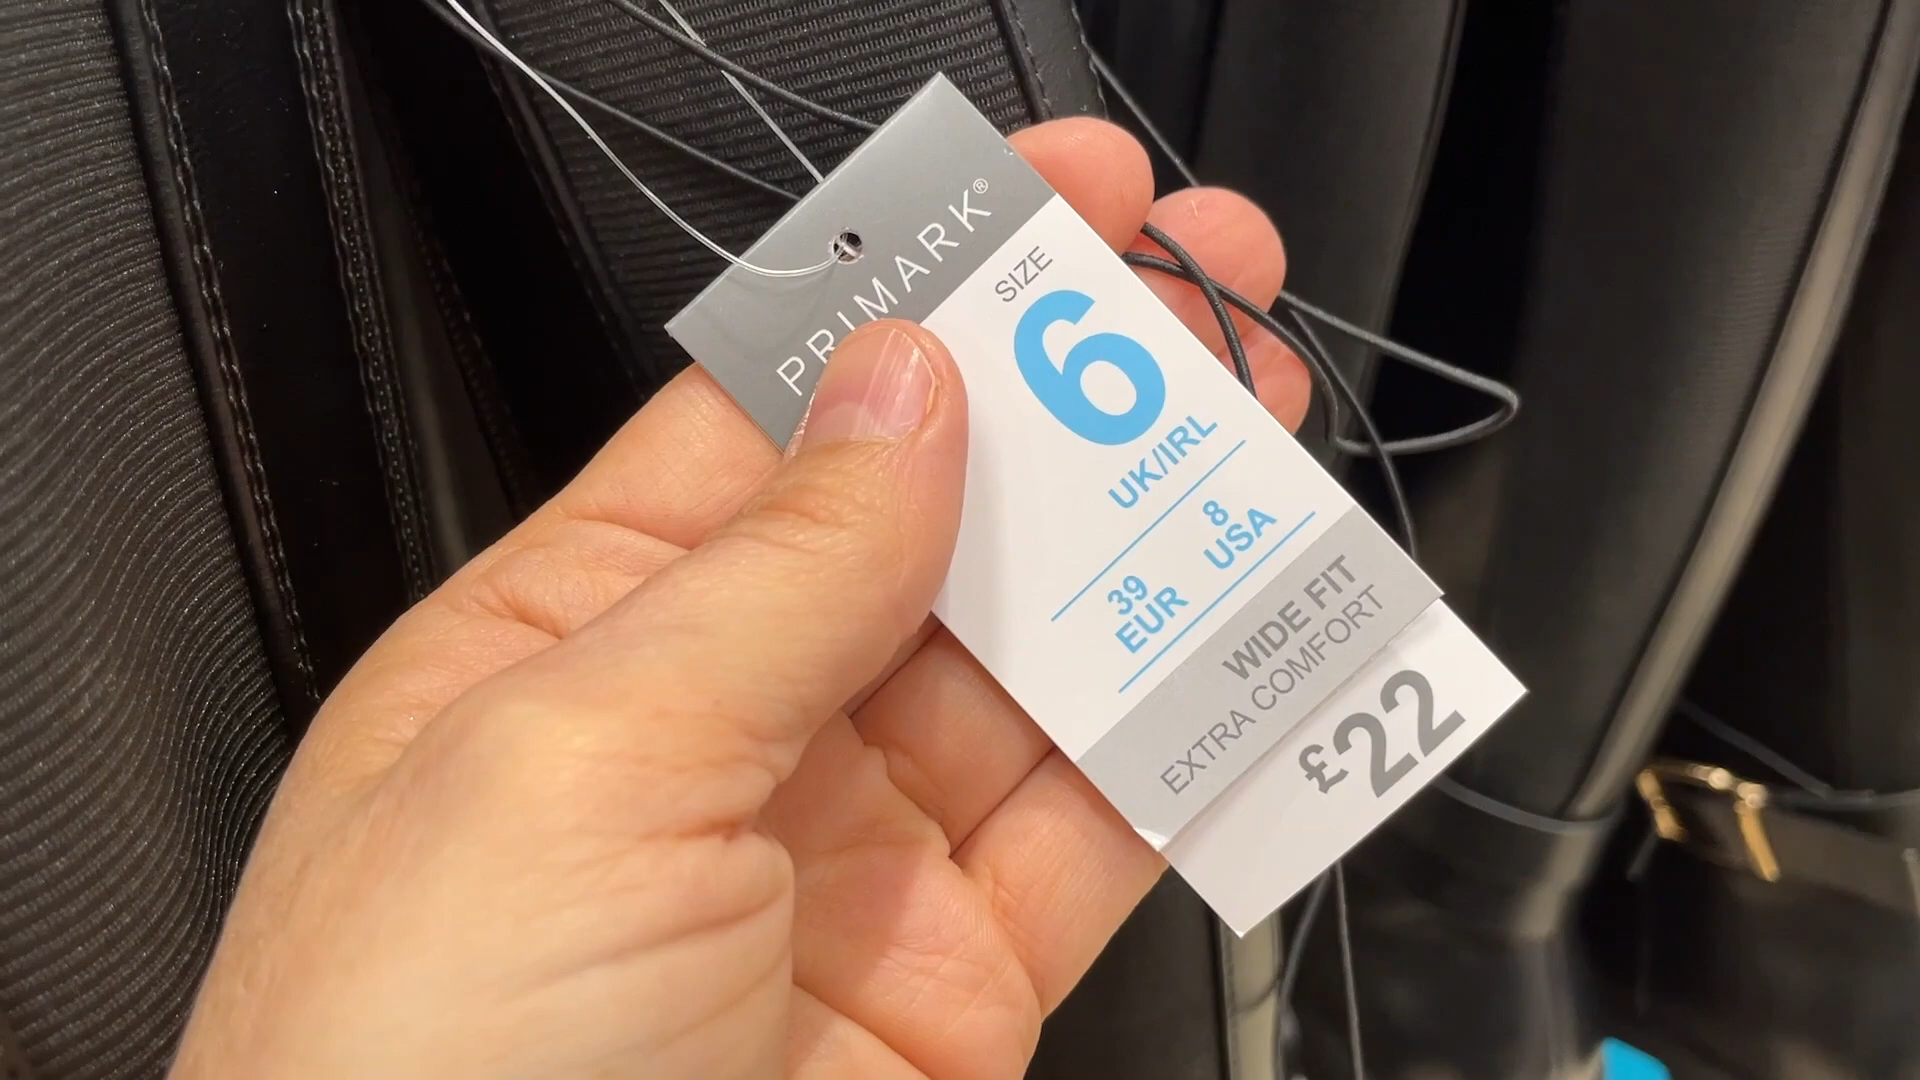 PRIMARK®
SIZE
6
UK/IRL
39 8
EUR USA
WIDE FIT
EXTRA COMFORT
£22